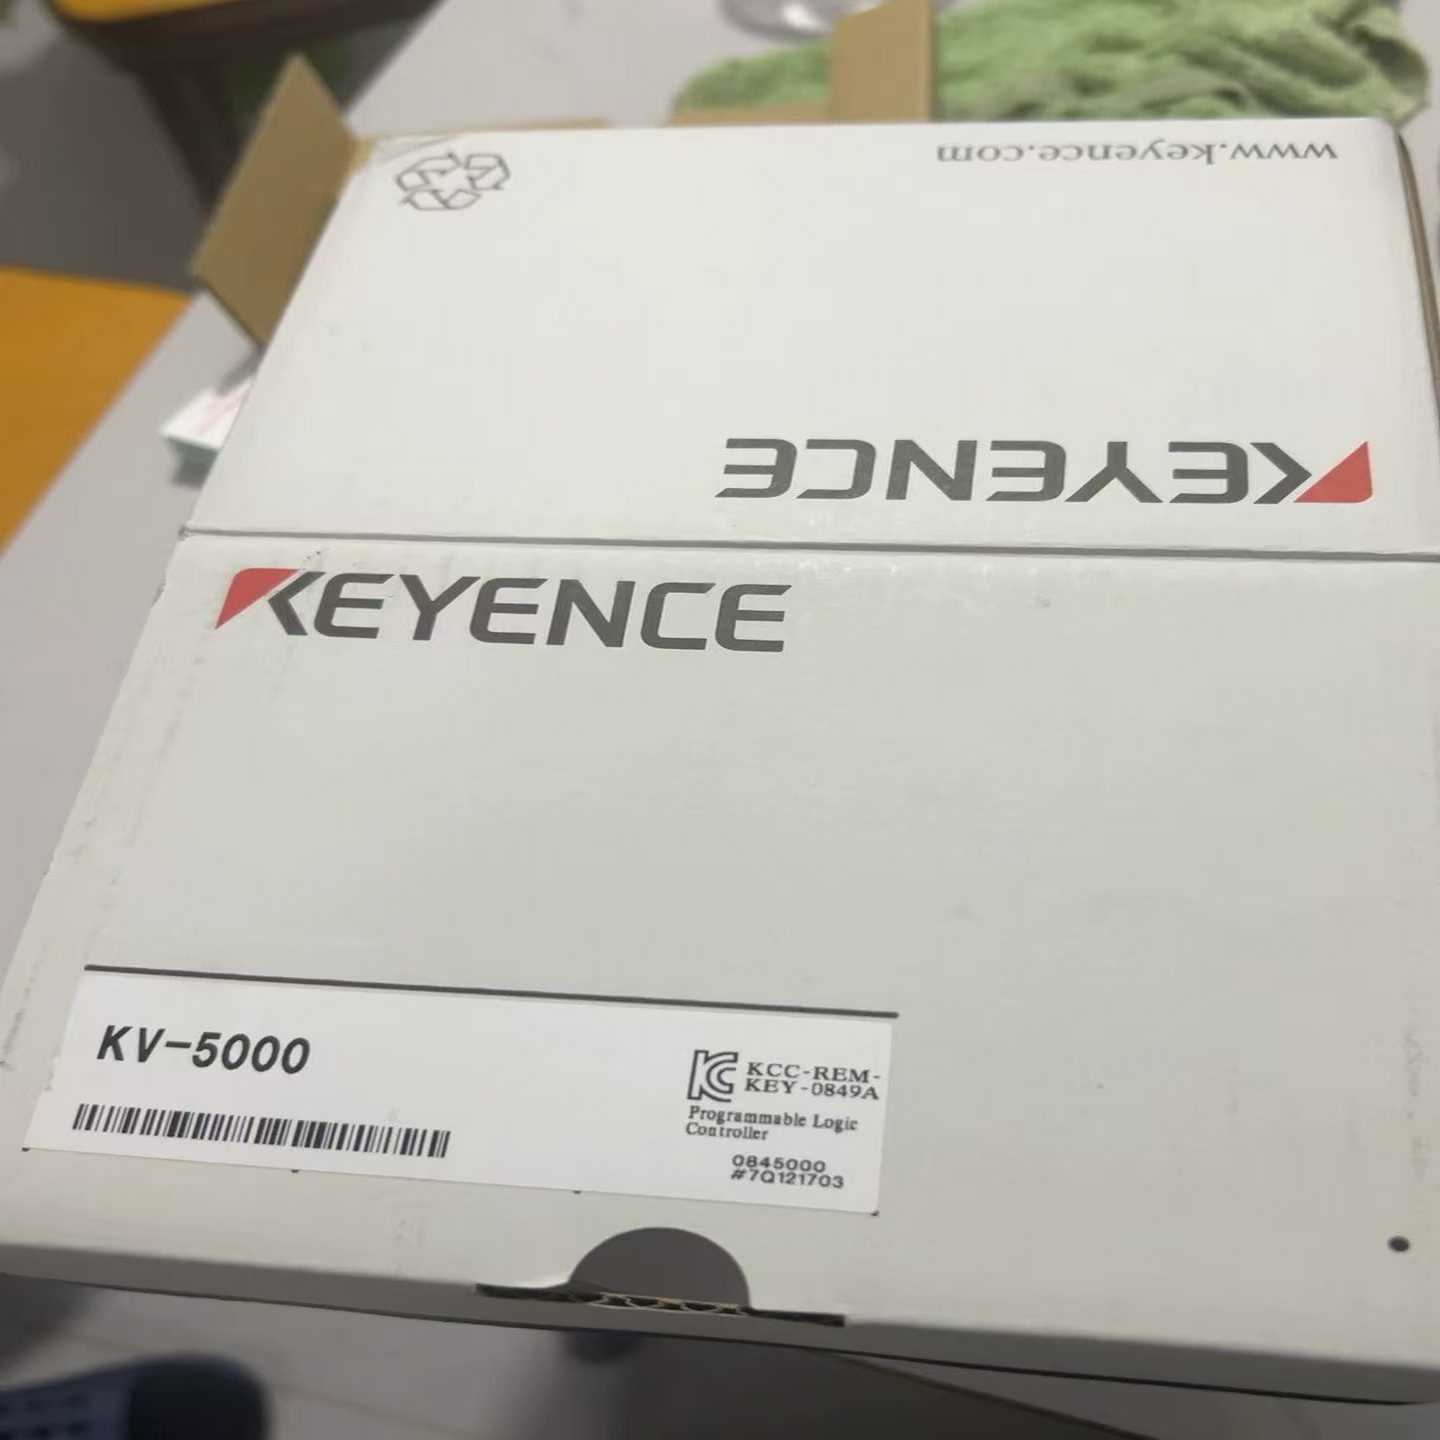 www.keyence.com
KEYENCE
KEYENCE
KV-5000
KCC-REM-
KEY-0849A
Programmable Logic
Controller
0845000
#7Q121703